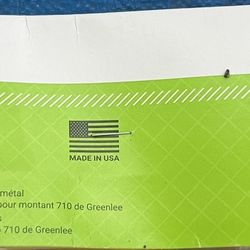 MADE IN USA
métal
pour montant 710 de Greenlee
s
710 de Greenlee